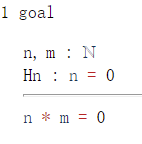 1 goal
n, m : ℕ
Hn : n = 0
n * m = 0